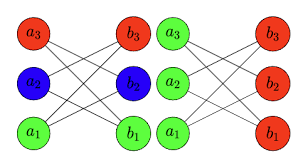 a₃ b₃ a₃ b₃
a₂ b₂ a₂ b₂
a₁ b₁ a₁ b₁